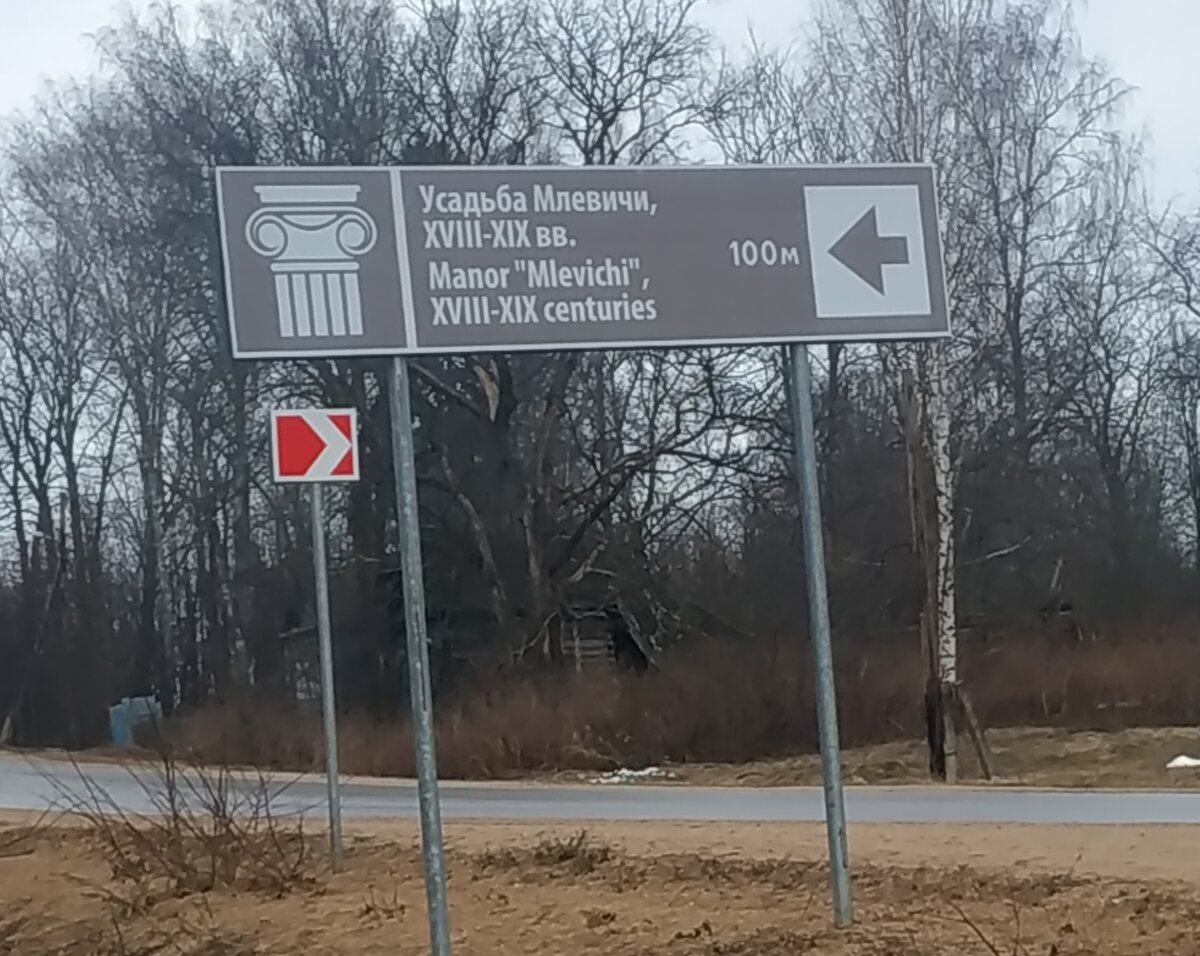 Усадьба Млевичи,
XVIII-XIX вв.
Manor "Mlevichi",
XVIII-XIX centuries
100м